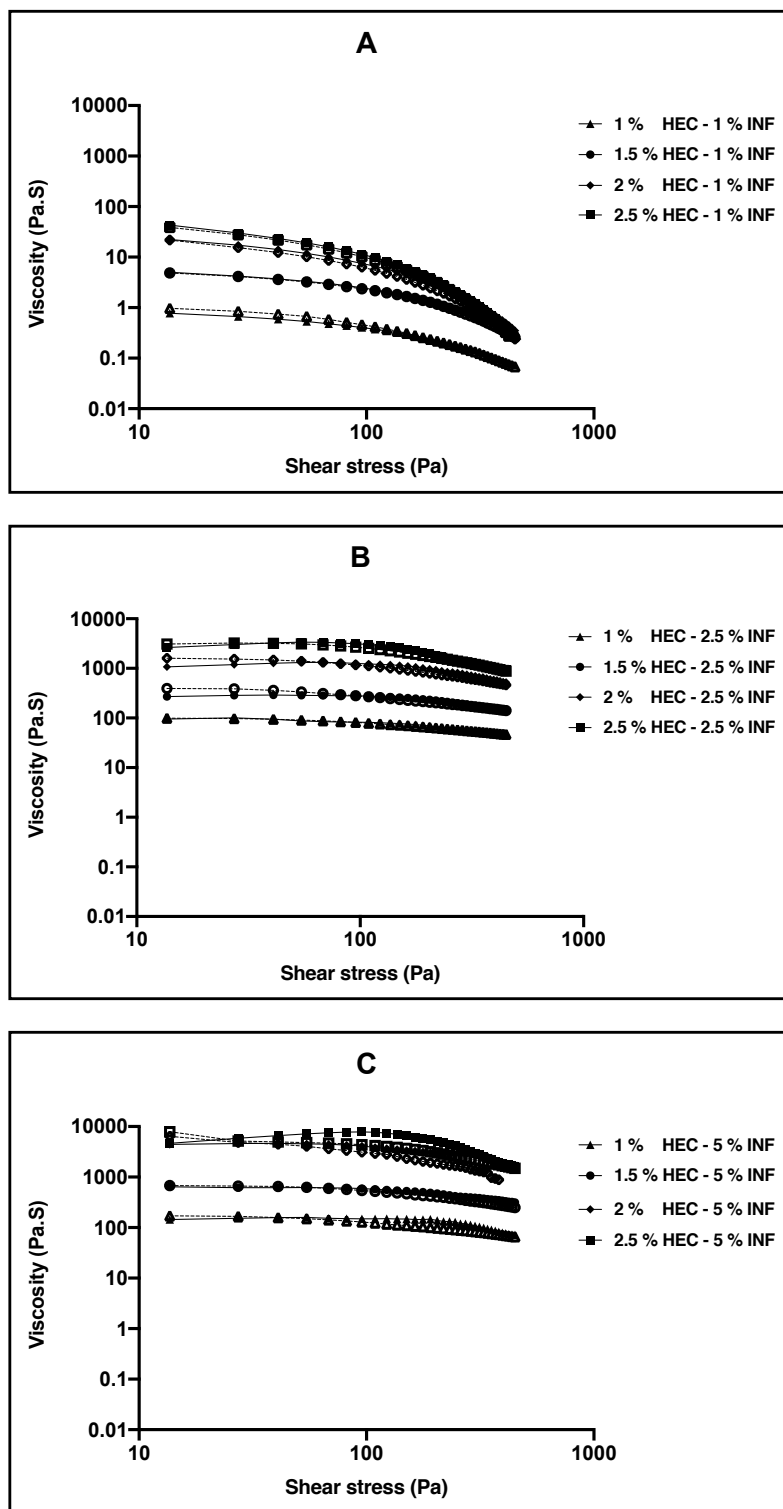 A
10000
1000
100
10
1
0.1
0.01
Viscosity (Pa.S)
10 100 1000
Shear stress (Pa)
1 % HEC - 1 % INF
1.5 % HEC - 1 % INF
2 % HEC - 1 % INF
2.5 % HEC - 1 % INF
B
10000
1000
100
10
1
0.1
0.01
Viscosity (Pa.S)
10 100 1000
Shear stress (Pa)
1 % HEC - 2.5 % INF
1.5 % HEC - 2.5 % INF
2 % HEC - 2.5 % INF
2.5 % HEC - 2.5 % INF
C
10000
1000
100
10
1
0.1
0.01
Viscosity (Pa.S)
10 100 1000
Shear stress (Pa)
1 % HEC - 5 % INF
1.5 % HEC - 5 % INF
2 % HEC - 5 % INF
2.5 % HEC - 5 % INF